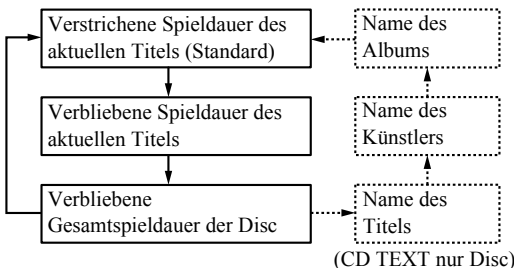 Verstrichene Spieldauer des
aktuellen Titels (Standard)
Verbliebene Spieldauer des
aktuellen Titels
Verbliebene
Gesamtspieldauer der Disc
Name des
Albums
Name des
Künstlers
Name des
Titels
(CD TEXT nur Disc)